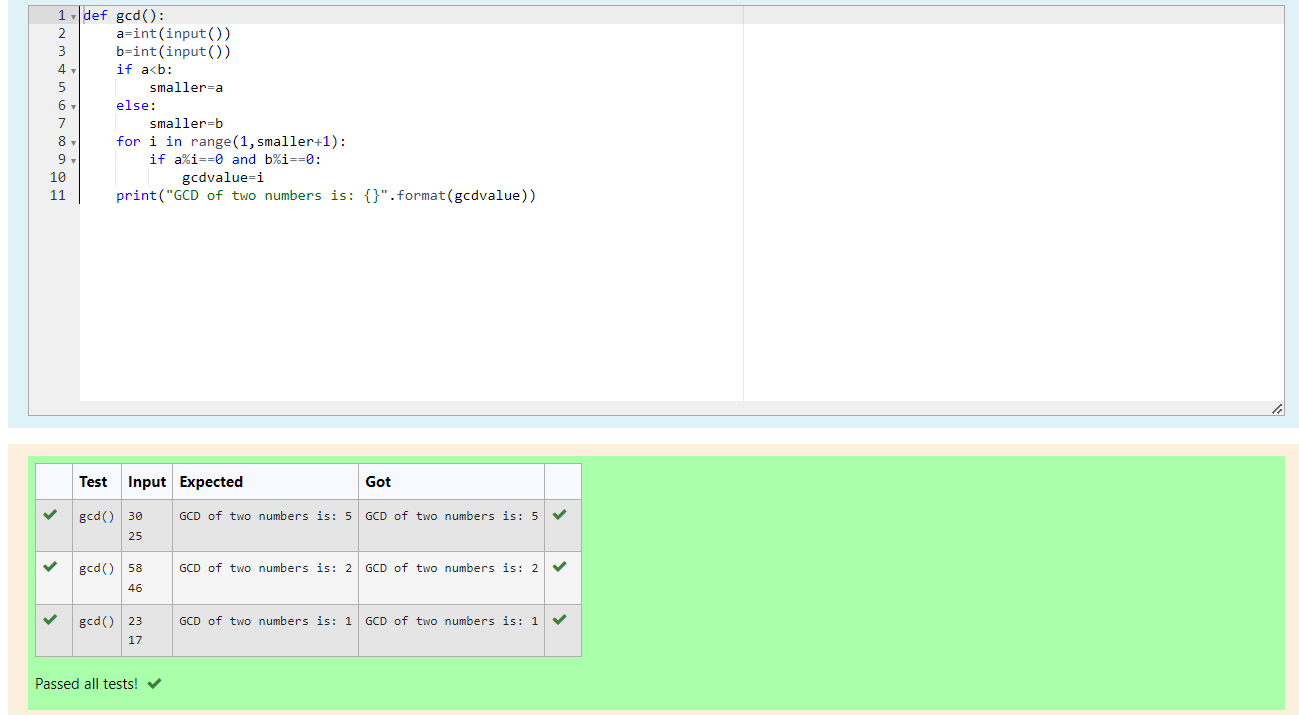 1 def gcd():
2     a=int(input())
3     b=int(input())
4     if a<b:
5         smaller=a
6     else:
7         smaller=b
8     for i in range(1,smaller+1):
9         if a%i==0 and b%i==0:
10             gcdvalue=i
11     print("GCD of two numbers is: {}".format(gcdvalue))
Test Input Expected Got
gcd() 30 GCD of two numbers is: 5 GCD of two numbers is: 5
25
gcd() 58 GCD of two numbers is: 2 GCD of two numbers is: 2
46
gcd() 23 GCD of two numbers is: 1 GCD of two numbers is: 1
17
Passed all tests!